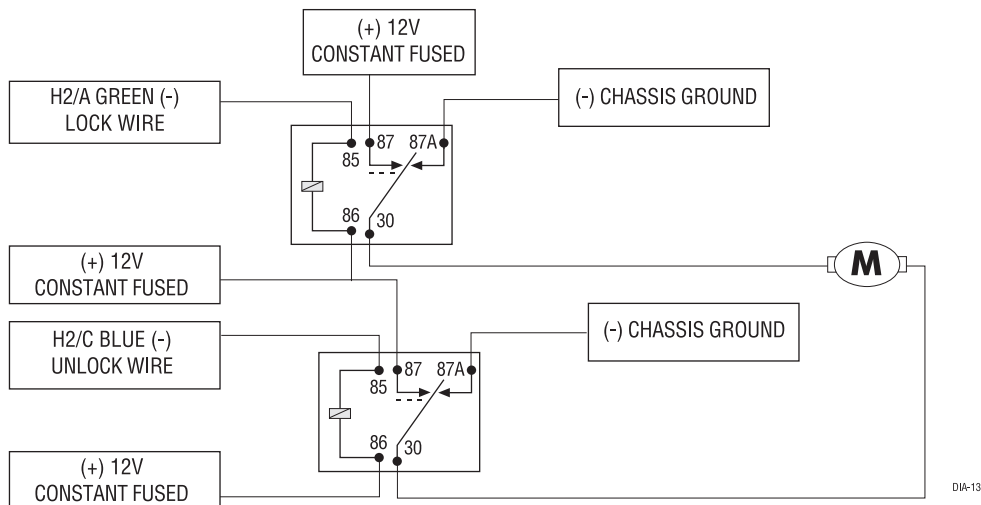 (+) 12V
CONSTANT FUSED
H2/A GREEN (-)
LOCK WIRE
(-) CHASSIS GROUND
87
87A
85
86
30
(+) 12V
CONSTANT FUSED
M
H2/C BLUE (-)
UNLOCK WIRE
(-) CHASSIS GROUND
87
87A
85
86
30
(+) 12V
CONSTANT FUSED
DIA-13